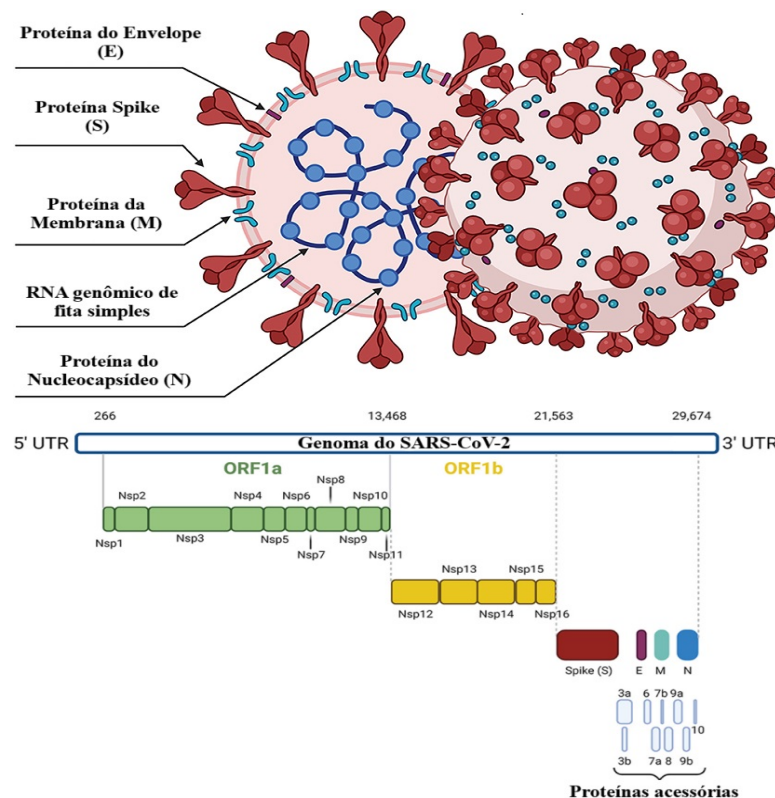 Proteína do Envelope
(E)
Proteína Spike
(S)
Proteína da
Membrana (M)
RNA genômico de
fita simples
Proteína do
Nucleocapsídeo (N)
266 13,468 21,563 29,674
5' UTR Genoma do SARS-CoV-2 3' UTR
ORF1a ORF1b
Nsp8
Nsp2 Nsp4 Nsp6 Nsp10
Nsp1 Nsp3 Nsp5 Nsp7 Nsp9 Nsp11
Nsp13 Nsp15
Nsp12 Nsp14 Nsp16
Spike (S) E M N
3a 6 7b 9a
10
3b 7a 8 9b
Proteínas acessórias